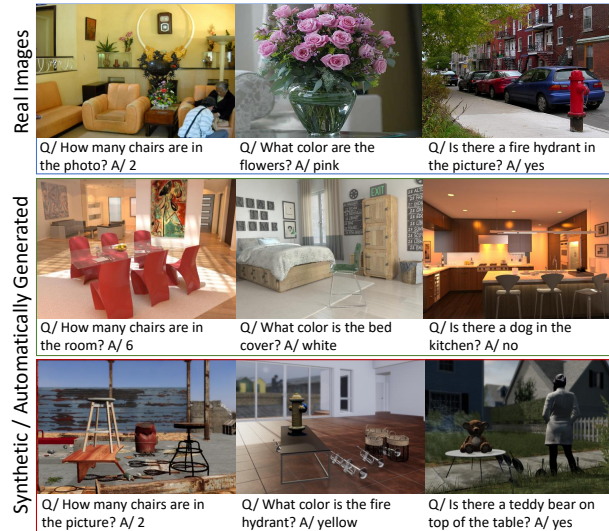 Real Images
Q/ How many chairs are in
the photo? A/ 2
Q/ What color are the
flowers? A/ pink
Q/ Is there a fire hydrant in
the picture? A/ yes
Synthetic / Automatically Generated
EXIT
Q/ How many chairs are in
the room? A/ 6
Q/ What color is the bed
cover? A/ white
Q/ Is there a dog in the
kitchen? A/ no
Q/ How many chairs are in
the picture? A/ 2
Q/ What color is the fire
hydrant? A/ yellow
Q/ Is there a teddy bear on
top of the table? A/ yes